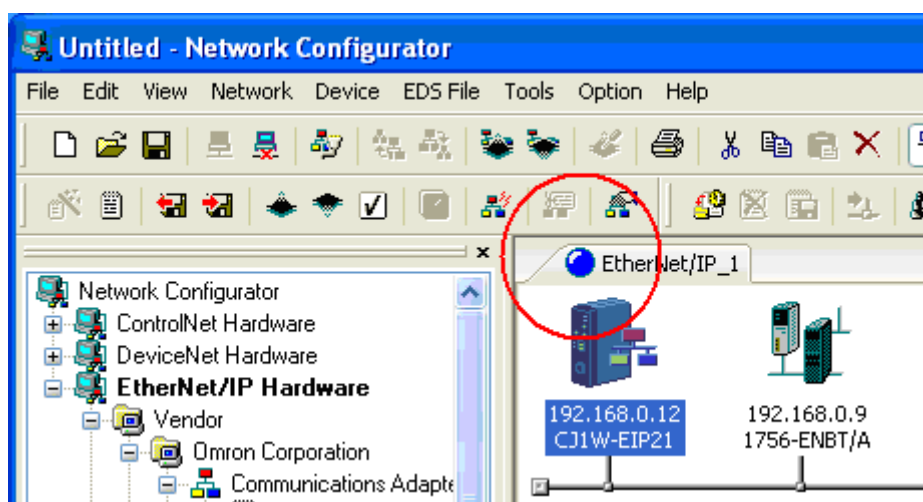 Untitled - Network Configurator
File Edit View Network Device EDS File Tools Option Help
EtherNet/IP_1
Network Configurator
ControlNet Hardware
DeviceNet Hardware
EtherNet/IP Hardware
Vendor
Omron Corporation
Communications Adapte
192.168.0.12
CJ1W-EIP21
192.168.0.9
1756-ENBT/A